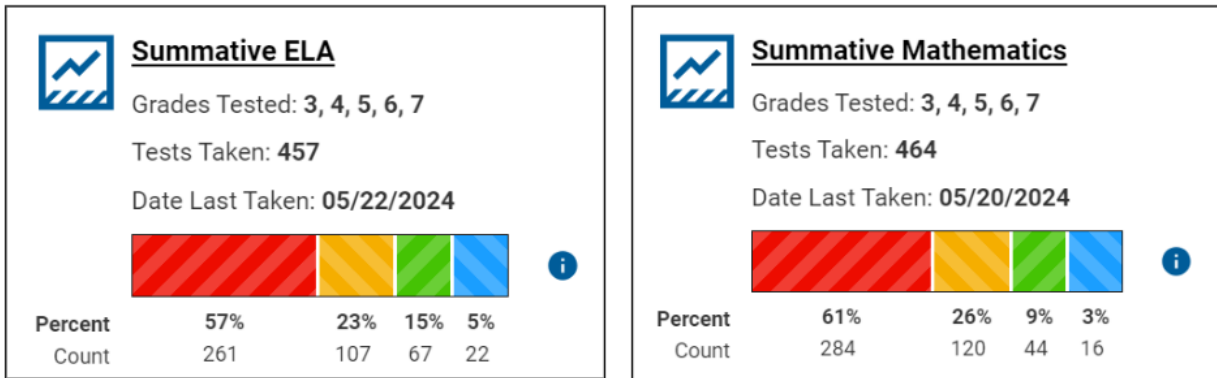 Summative ELA
Grades Tested: 3, 4, 5, 6, 7
Tests Taken: 457
Date Last Taken: 05/22/2024
i
Percent 57% 23% 15% 5%
Count 261 107 67 22
Summative Mathematics
Grades Tested: 3, 4, 5, 6, 7
Tests Taken: 464
Date Last Taken: 05/20/2024
i
Percent 61% 26% 9% 3%
Count 284 120 44 16